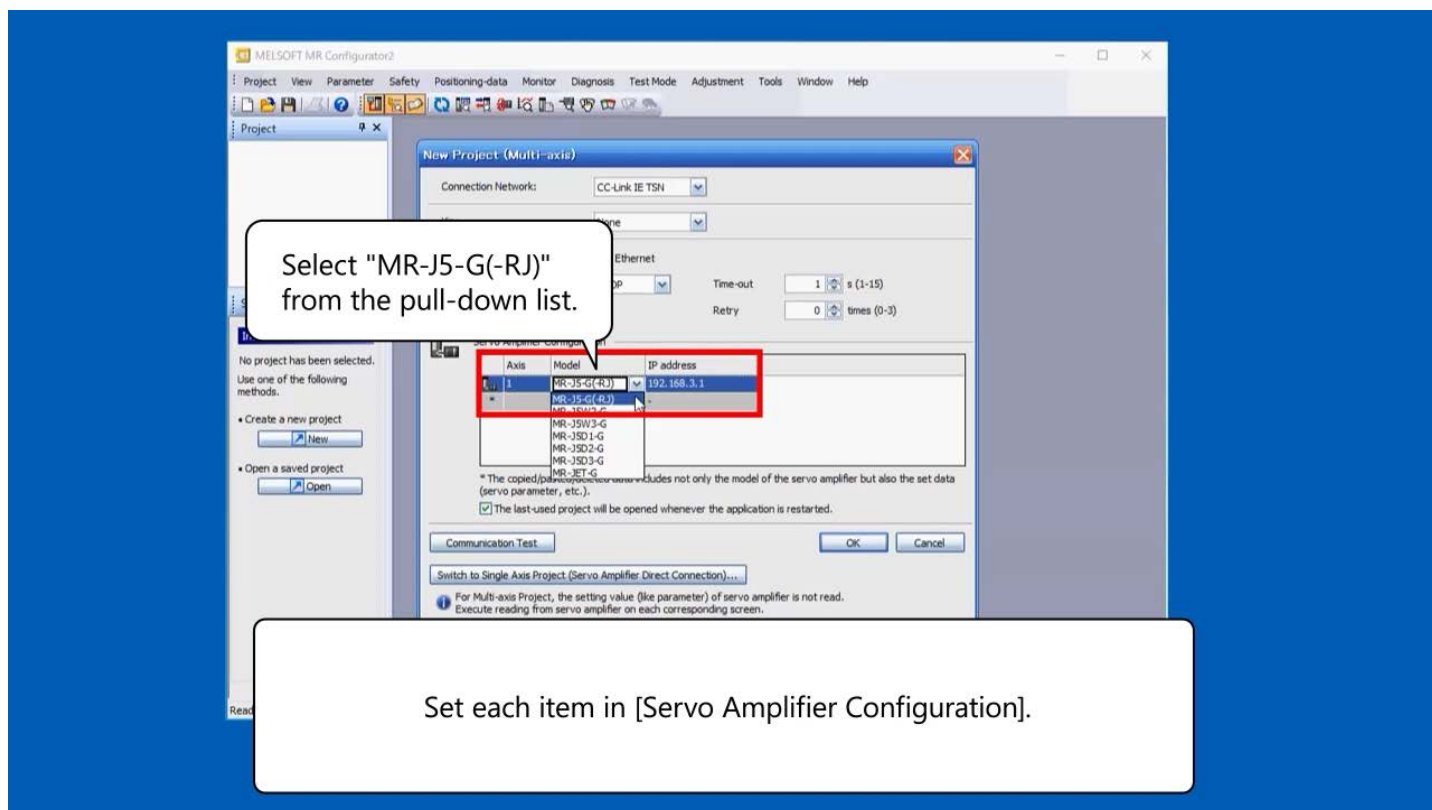 MELSOFT MR Configurator2
Project View Parameter Safety Positioning-data Monitor Diagnosis Test Mode Adjustment Tools Window Help
Project
New Project (Multi-axis)
Connection Network: CC-Link IE TSN
None
Select "MR-J5-G(-RJ)"
from the pull-down list.
Ethernet
Time-out 1 s (1-15)
Retry 0 times (0-3)
Servo Amplifier Configuration
Axis Model IP address
1 MR-J5-G(-RJ) 192.168.3.1
* MR-J5-G(-RJ) -
MR-J5W2-G
MR-J5W3-G
MR-J5D1-G
MR-J5D2-G
MR-J5D3-G
MR-JET-G
No project has been selected.
Use one of the following
methods.
• Create a new project
New
• Open a saved project
Open
* The copied/pasted/deleted data includes not only the model of the servo amplifier but also the set data
(servo parameter, etc.).
The last-used project will be opened whenever the application is restarted.
Communication Test OK Cancel
Switch to Single Axis Project (Servo Amplifier Direct Connection)...
For Multi-axis Project, the setting value (like parameter) of servo amplifier is not read.
Execute reading from servo amplifier on each corresponding screen.
Set each item in [Servo Amplifier Configuration].